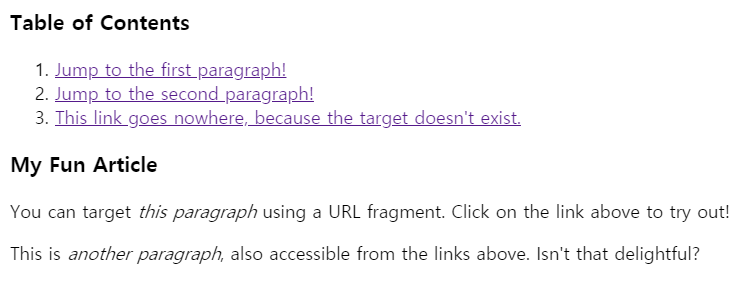 Table of Contents
1. Jump to the first paragraph!
2. Jump to the second paragraph!
3. This link goes nowhere, because the target doesn't exist.
My Fun Article
You can target this paragraph using a URL fragment. Click on the link above to try out!
This is another paragraph, also accessible from the links above. Isn't that delightful?